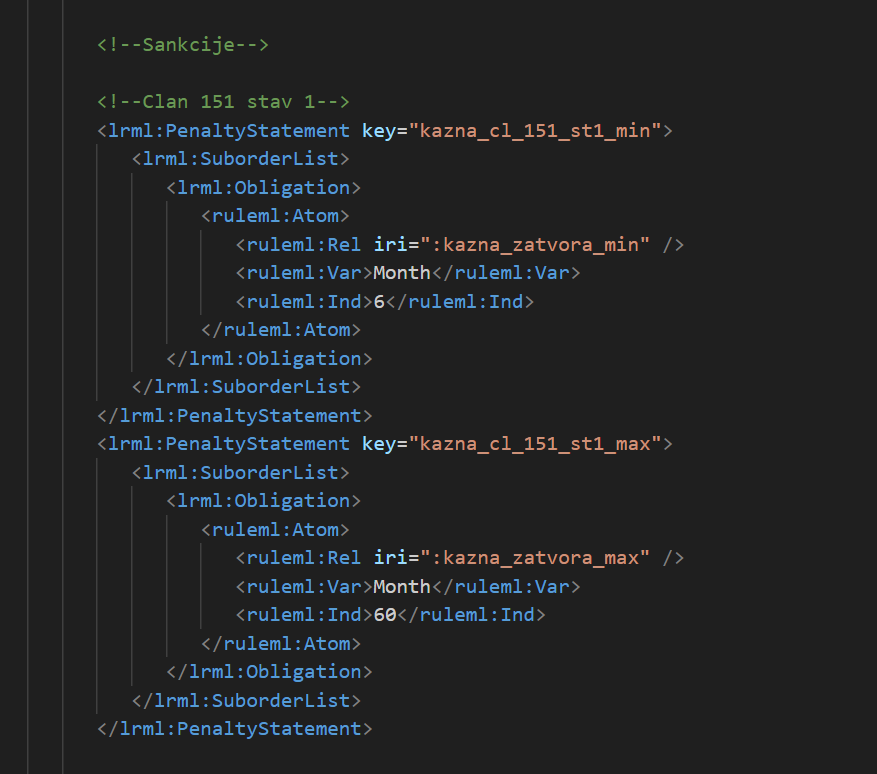 <!--Sankcije-->
<!--Clan 151 stav 1-->
<lrml:PenaltyStatement key="kazna_cl_151_st1_min">
<lrml:SuborderList>
<lrml:Obligation>
<ruleml:Atom>
<ruleml:Rel iri=":kazna_zatvora_min" />
<ruleml:Var>Month</ruleml:Var>
<ruleml:Ind>6</ruleml:Ind>
</ruleml:Atom>
</lrml:Obligation>
</lrml:SuborderList>
</lrml:PenaltyStatement>
<lrml:PenaltyStatement key="kazna_cl_151_st1_max">
<lrml:SuborderList>
<lrml:Obligation>
<ruleml:Atom>
<ruleml:Rel iri=":kazna_zatvora_max" />
<ruleml:Var>Month</ruleml:Var>
<ruleml:Ind>60</ruleml:Ind>
</ruleml:Atom>
</lrml:Obligation>
</lrml:SuborderList>
</lrml:PenaltyStatement>